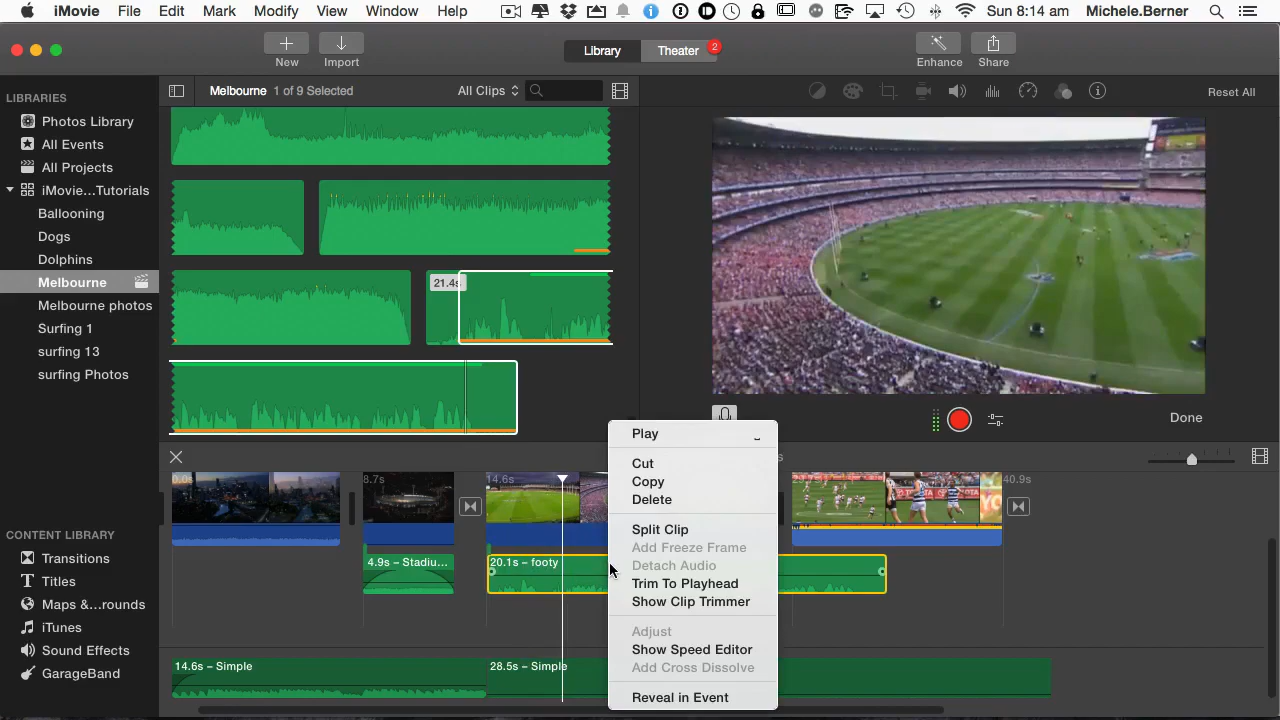 iMovie File Edit Mark Modify View Window Help Sun 8:14 am Michele.Berner
New Import Library Theater 2 Enhance Share
Melbourne 1 of 9 Selected All Clips Reset All
LIBRARIES
Photos Library
All Events
All Projects
iMovie...Tutorials
Ballooning
Dogs
Dolphins
Melbourne
Melbourne photos
Surfing 1
surfing 13
surfing Photos
CONTENT LIBRARY
Transitions
Titles
Maps &...rounds
iTunes
Sound Effects
GarageBand
21.4s
Done
8.7s 14.6s 40.9s
4.9s – Stadiu... 20.1s – footy
14.6s – Simple 28.5s – Simple
Play
Cut
Copy
Delete
Split Clip
Add Freeze Frame
Detach Audio
Trim To Playhead
Show Clip Trimmer
Adjust
Show Speed Editor
Add Cross Dissolve
Reveal in Event